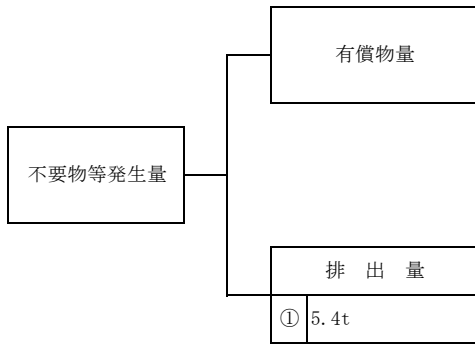 有償物量
不要物等発生量
排　出　量
① 5.4t